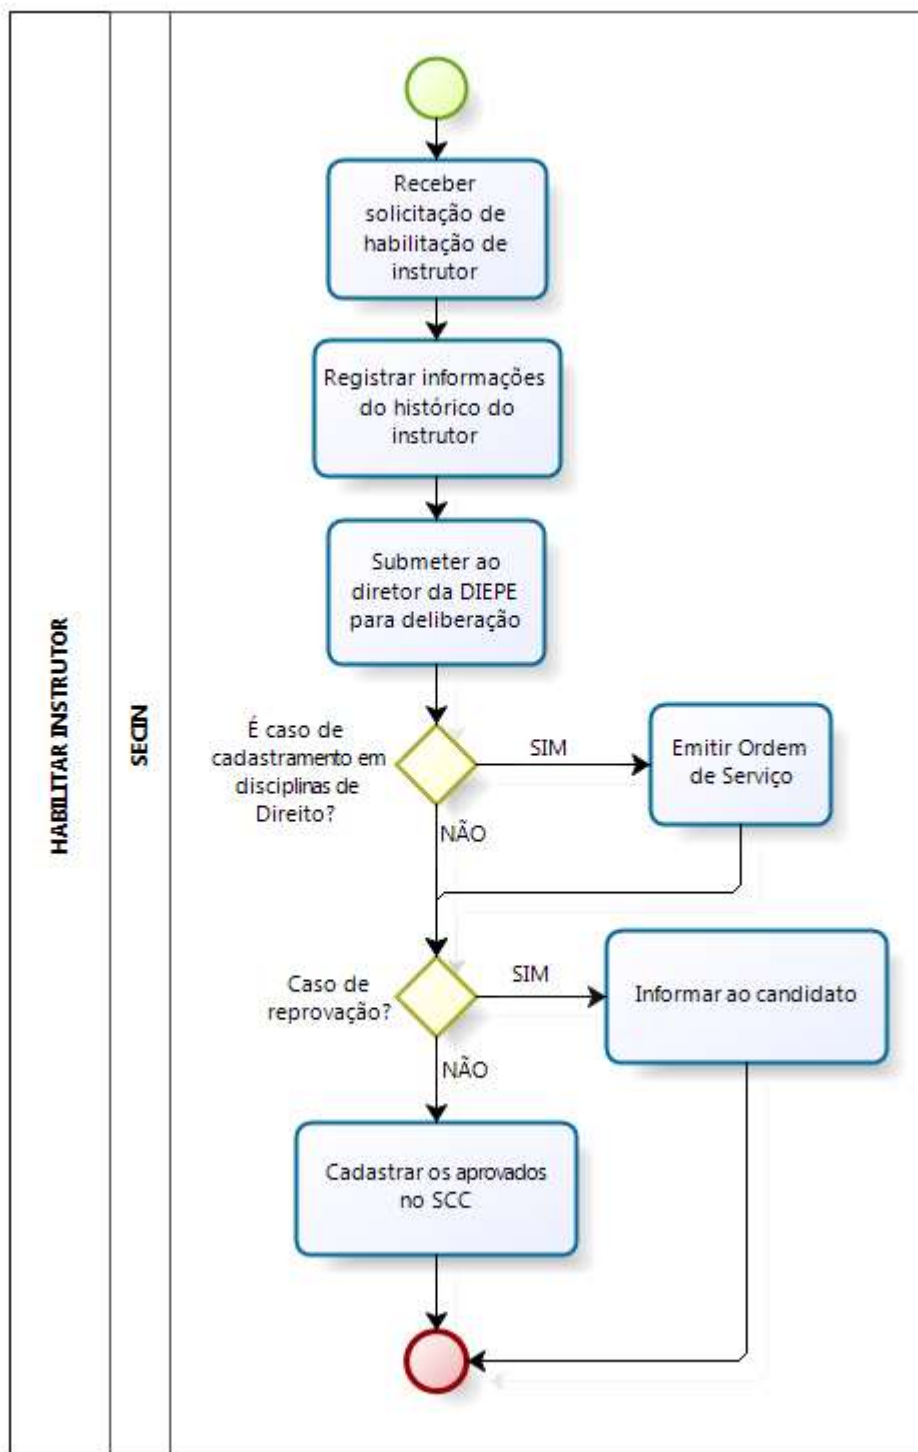 HABILITAR INSTRUTOR
SECIN
Receber
solicitação de
habilitação de
instrutor
Registrar informações
do histórico do
instrutor
Submeter ao
diretor da DIEPE
para deliberação
É caso de
cadastramento em
disciplinas de
Direito?
SIM
Emitir Ordem
de Serviço
NÃO
Caso de
reprovação?
SIM
Informar ao candidato
NÃO
Cadastrar os aprovados
no SCC